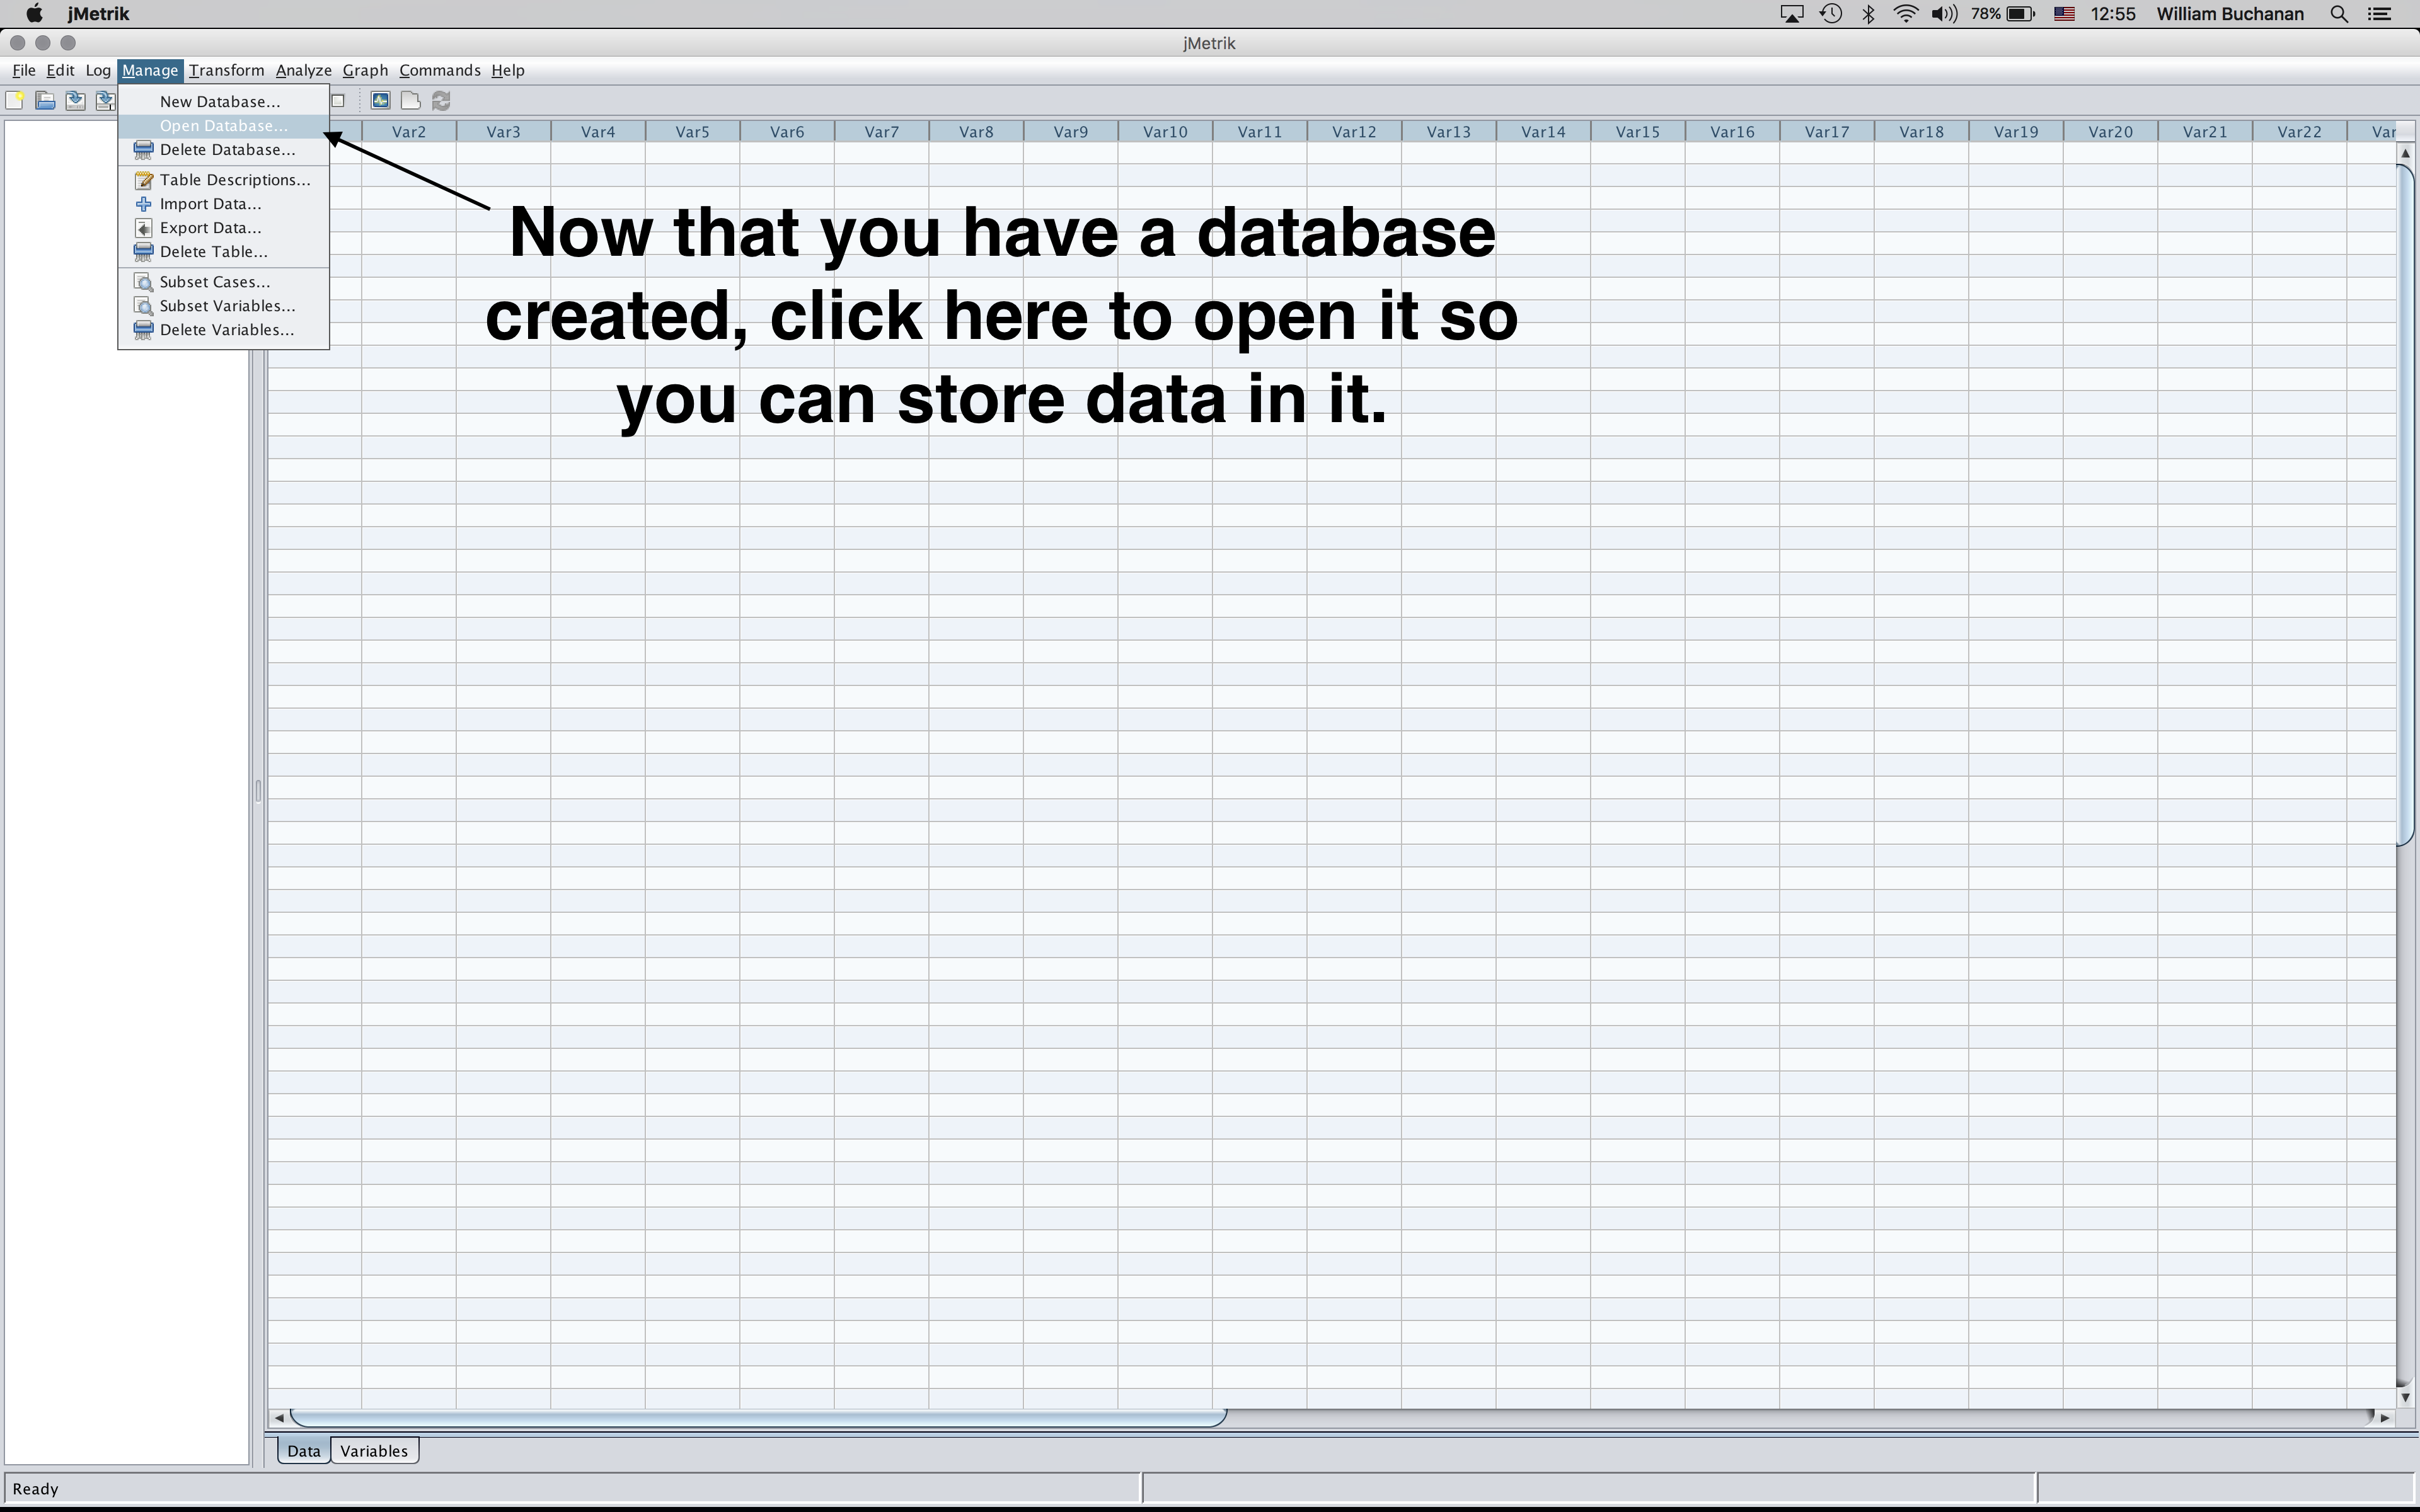 jMetrik
78%
12:55
William Buchanan
jMetrik
File Edit Log Manage Transform Analyze Graph Commands Help
New Database...
Open Database...
Delete Database...
Table Descriptions...
Import Data...
Export Data...
Delete Table...
Subset Cases...
Subset Variables...
Delete Variables...
Var2 Var3 Var4 Var5 Var6 Var7 Var8 Var9 Var10 Var11 Var12 Var13 Var14 Var15 Var16 Var17 Var18 Var19 Var20 Var21 Var22 Var
Now that you have a database
created, click here to open it so
you can store data in it.
Data Variables
Ready